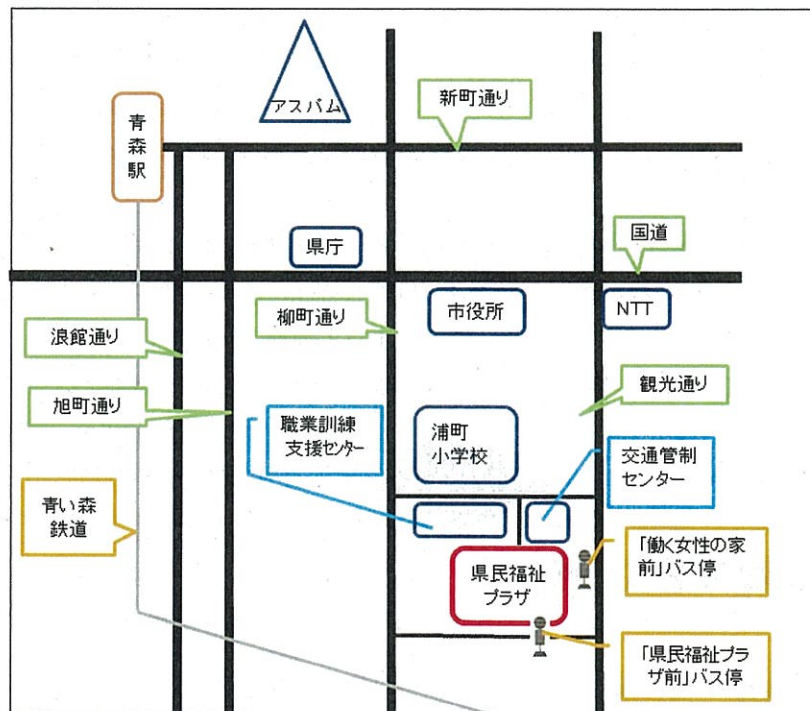 アスパム
新町通り
青
森
駅
県庁
国道
柳町通り
市役所
NTT
浪館通り
旭町通り
職業訓練
支援センター
浦町
小学校
観光通り
交通管制
センター
青い森
鉄道
県民福祉
プラザ
「働く女性の家
前」バス停
「県民福祉プラ
ザ前」バス停